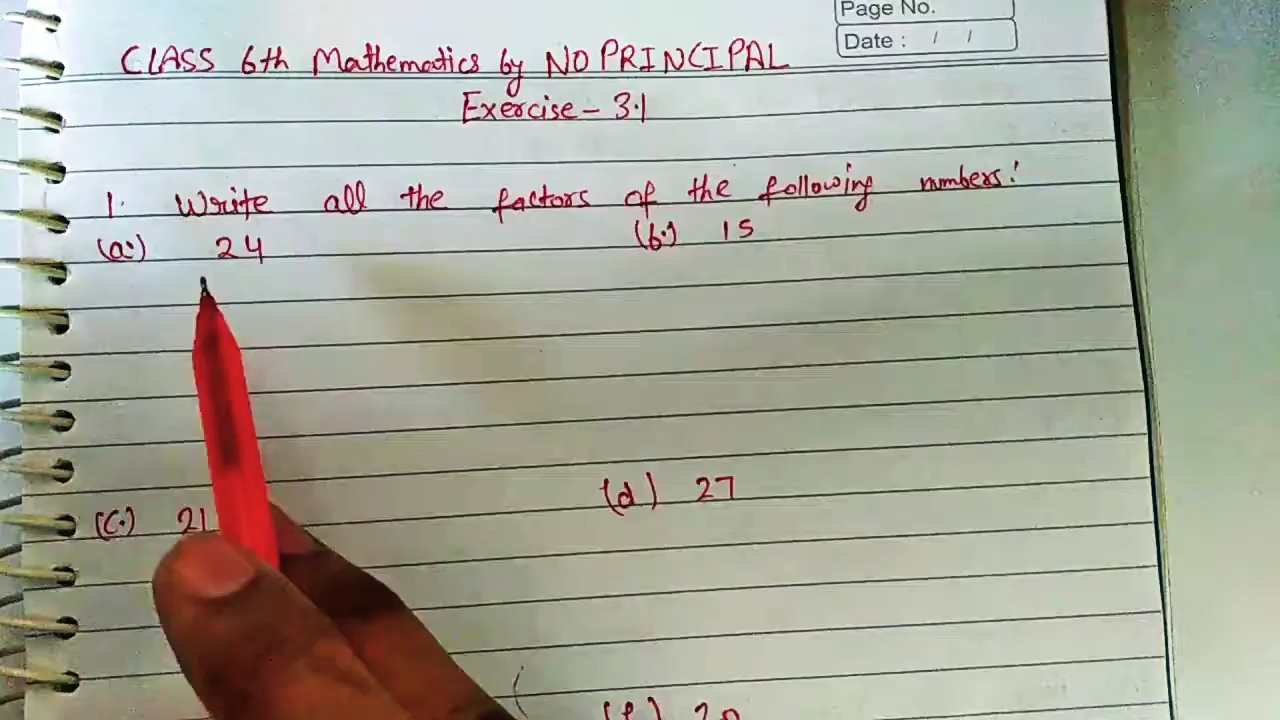 Page No.
Date : / /
CLASS 6th Mathematics by NO PRINCIPAL
Exercise - 3.1
1. Write all the factors of the following numbers:
(a.) 24 (b.) 15
(c.) 21 (d) 27
(f.) 20